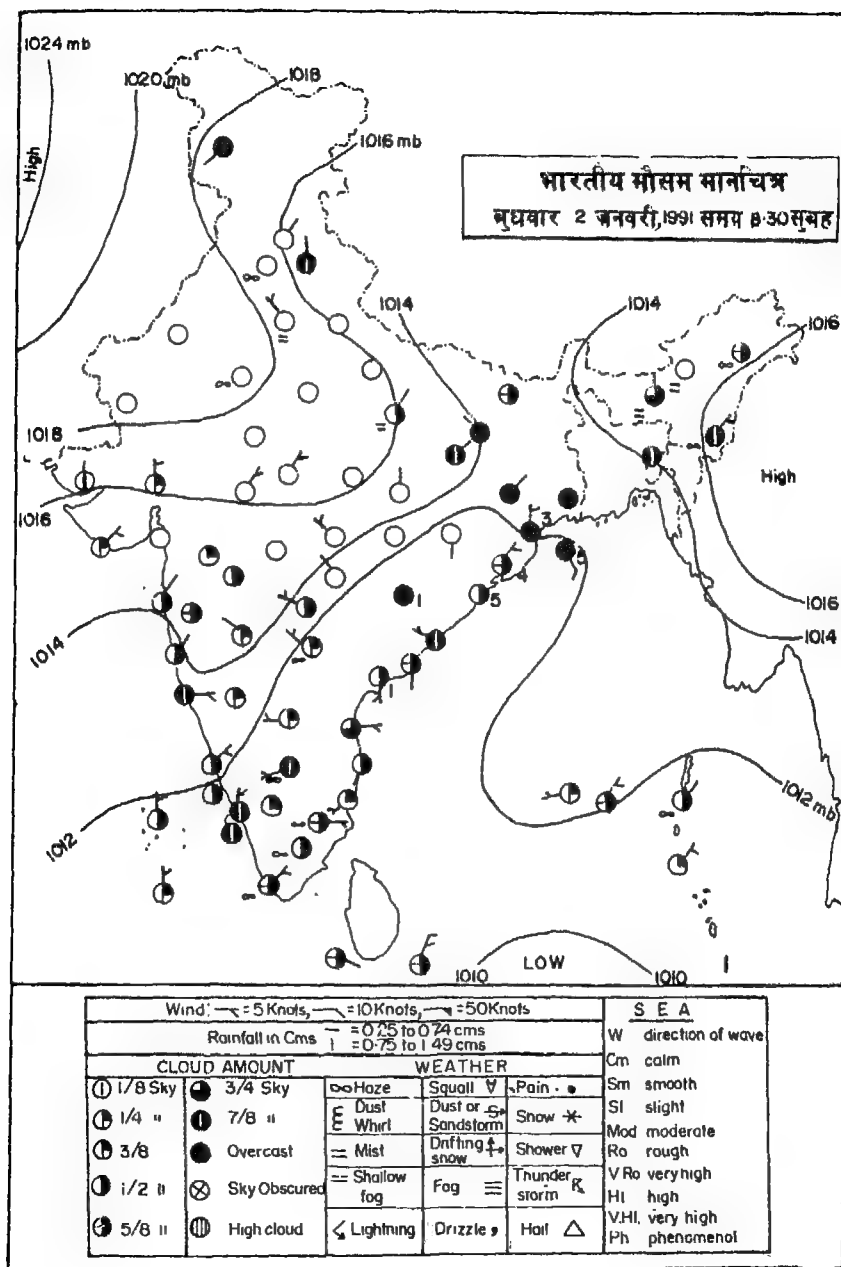 1024 mb
1020 mb
1018
1016 mb
High
भारतीय मौसम मानचित्र
बुधवार 2 जनवरी, 1991 समय 8·30 सुबह
1014
1014
1016
1018
1016
High
3
5
4
5
1
1
1016
1014
1014
1012
1012 mb
LOW
1010
1010
Wind: = 5 Knots, = 10 Knots, = 50 Knots
Rainfall in Cms — = 0·25 to 0·74 cms
| = 0·75 to 1·49 cms
CLOUD AMOUNT
1/8 Sky
3/4 Sky
1/4 "
7/8 "
3/8
Overcast
1/2 "
Sky Obscured
5/8 "
High cloud
WEATHER
Haze
Squall
Pain
Dust Whirl
Dust or Sandstorm
Snow
Mist
Drifting snow
Shower
Shallow fog
Fog
Thunder storm
Lightning
Drizzle
Hail
SEA
W direction of wave
Cm calm
Sm smooth
Sl slight
Mod moderate
Ro rough
V Ro very high
HI high
V.HI. very high
Ph phenomenol